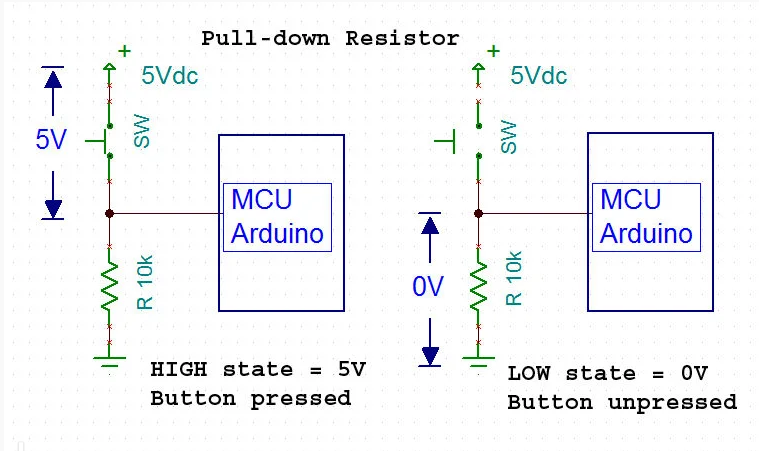 Pull-down Resistor
+
5Vdc
SW
5V
MCU
Arduino
R 10k
HIGH state = 5V
Button pressed
+
5Vdc
SW
MCU
Arduino
0V
R 10k
LOW state = 0V
Button unpressed